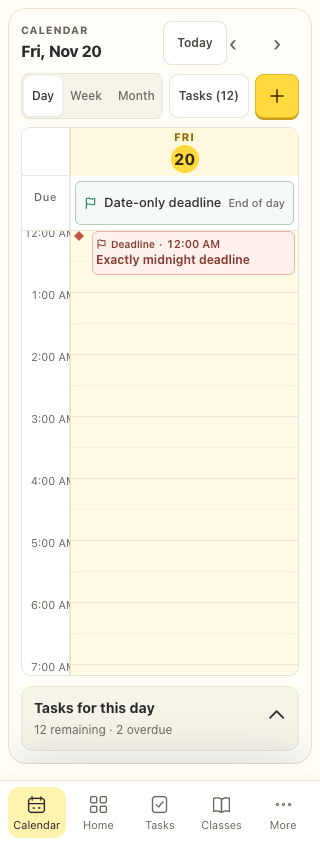 CALENDAR
Fri, Nov 20
Today
Day Week Month
Tasks (12)
FRI
20
Due
Date-only deadline End of day
12:00 AM
Deadline · 12:00 AM
Exactly midnight deadline
1:00 AM
2:00 AM
3:00 AM
4:00 AM
5:00 AM
6:00 AM
7:00 AM
Tasks for this day
12 remaining · 2 overdue
Calendar Home Tasks Classes More